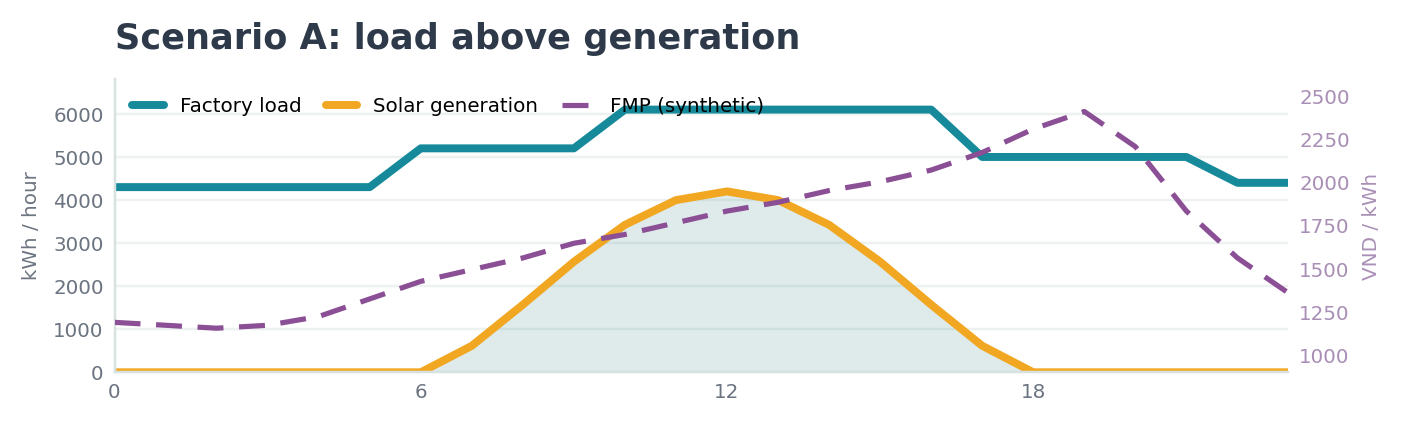 Scenario A: load above generation
Factory load Solar generation FMP (synthetic)
kWh / hour
6000
5000
4000
3000
2000
1000
0
2500
2250
2000
1750
1500
1250
1000
VND / kWh
0 6 12 18